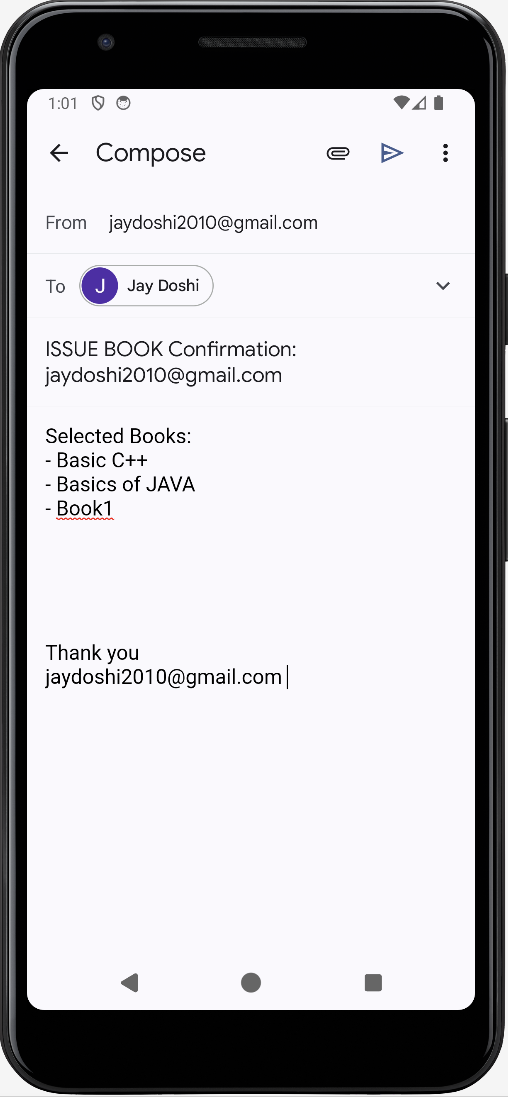 1:01
Compose
From jaydoshi2010@gmail.com
To J Jay Doshi
ISSUE BOOK Confirmation:
jaydoshi2010@gmail.com
Selected Books:
- Basic C++
- Basics of JAVA
- Book1
Thank you
jaydoshi2010@gmail.com